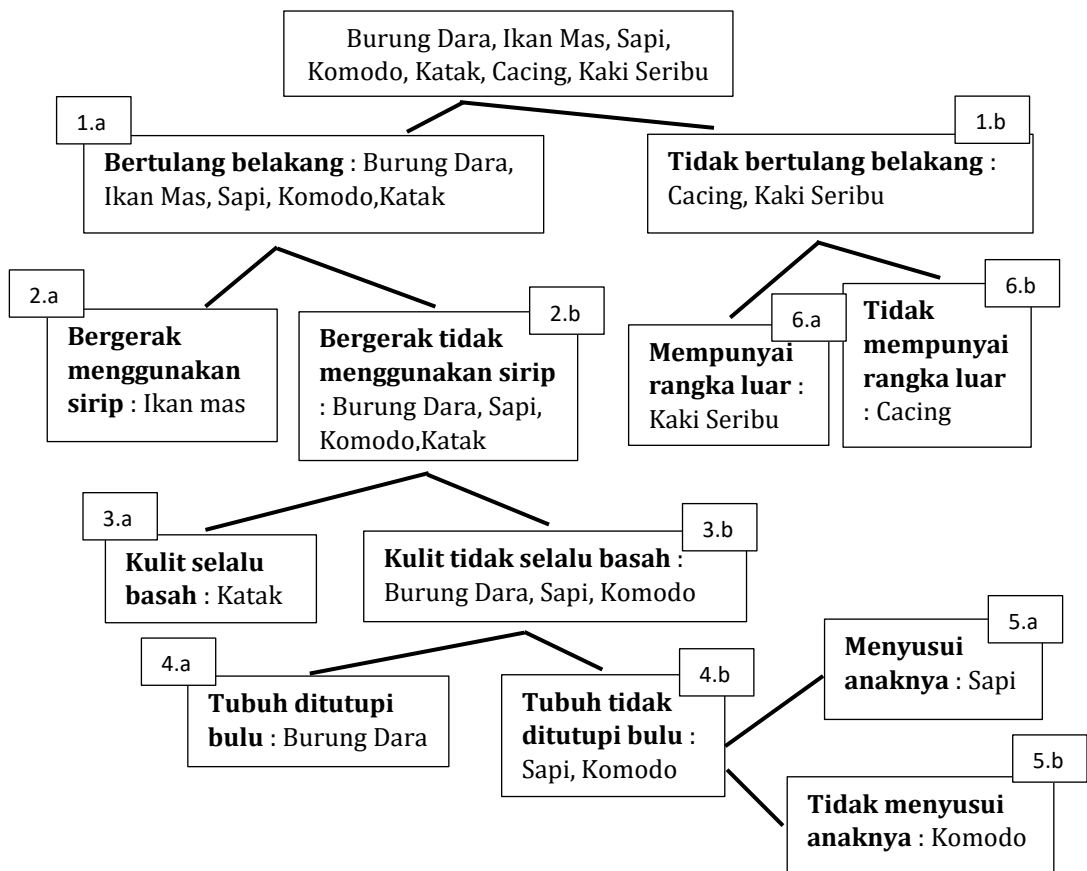 Burung Dara, Ikan Mas, Sapi,
Komodo, Katak, Cacing, Kaki Seribu
1.a
Bertulang belakang : Burung Dara,
Ikan Mas, Sapi, Komodo,Katak
1.b
Tidak bertulang belakang :
Cacing, Kaki Seribu
2.a
Bergerak
menggunakan
sirip : Ikan mas
2.b
Bergerak tidak
menggunakan sirip
: Burung Dara, Sapi,
Komodo,Katak
6.a
Mempunyai
rangka luar :
Kaki Seribu
6.b
Tidak
mempunyai
rangka luar
: Cacing
3.a
Kulit selalu
basah : Katak
3.b
Kulit tidak selalu basah :
Burung Dara, Sapi, Komodo
4.a
Tubuh ditutupi
bulu : Burung Dara
4.b
Tubuh tidak
ditutupi bulu :
Sapi, Komodo
5.a
Menyusui
anaknya : Sapi
5.b
Tidak menyusui
anaknya : Komodo